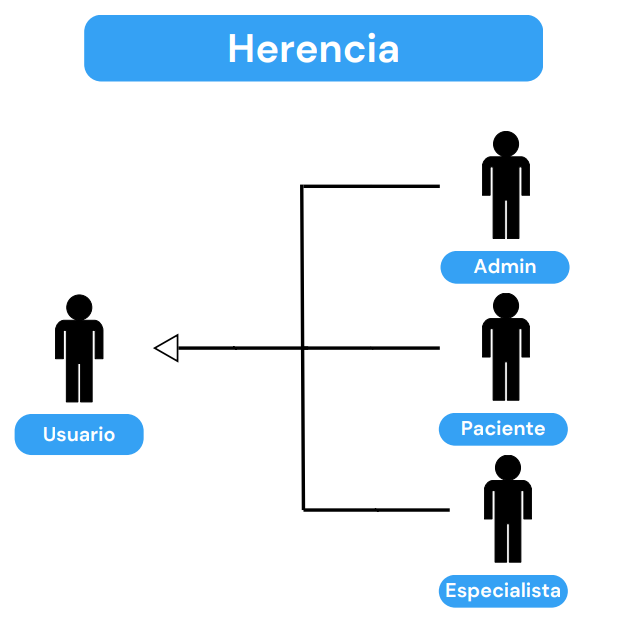 Herencia
Admin
Paciente
Usuario
Especialista